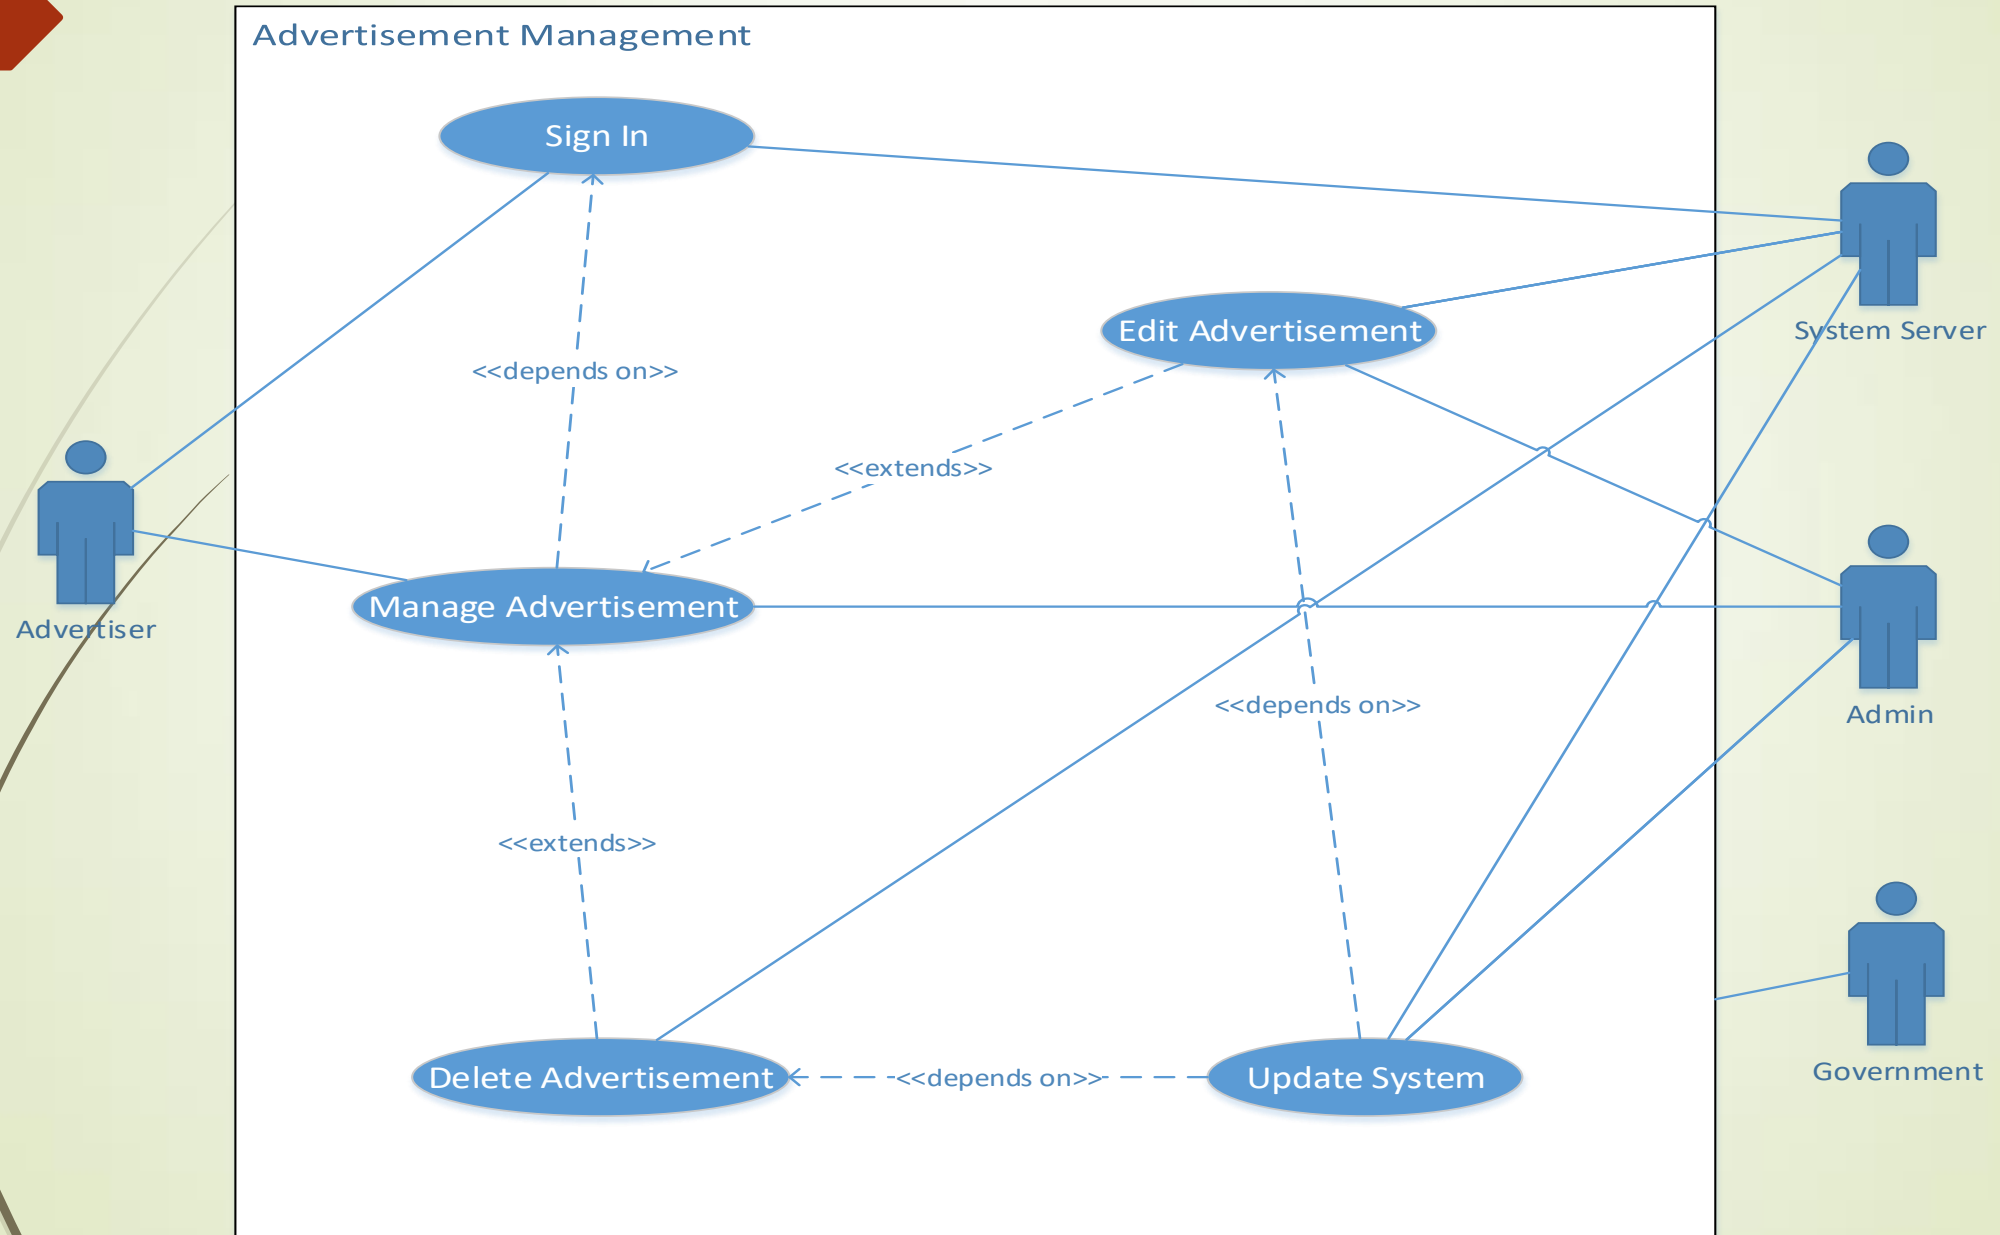 Advertisement Management
Sign In
Edit Advertisement
System Server
<<depends on>>
<<extends>>
Manage Advertisement
Advertiser
<<depends on>>
Admin
<<extends>>
Delete Advertisement
<<depends on>>
Update System
Government